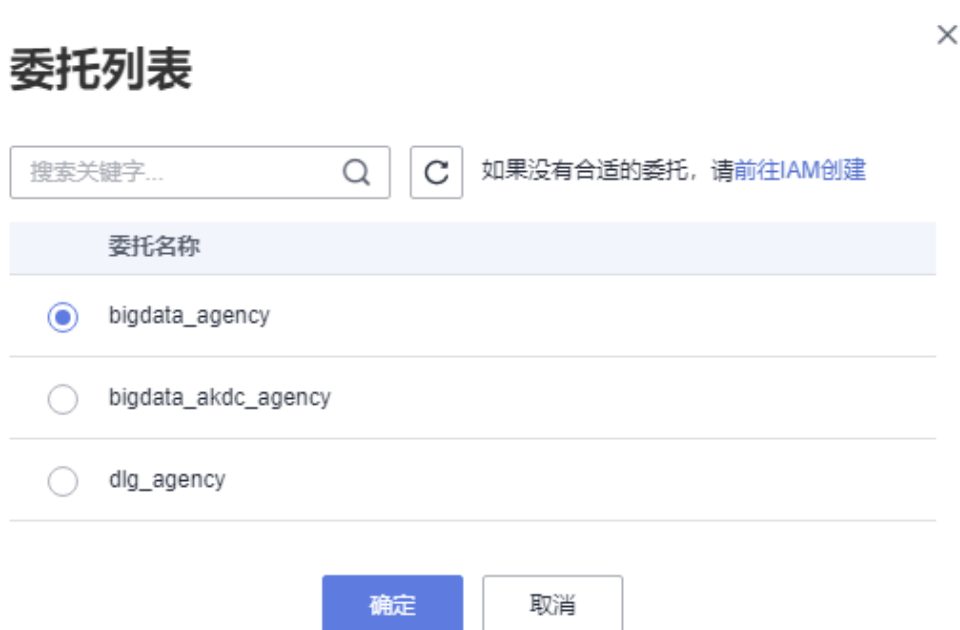 委托列表
搜索关键字...
如果没有合适的委托，请前往IAM创建
委托名称
bigdata_agency
bigdata_akdc_agency
dlg_agency
确定 取消